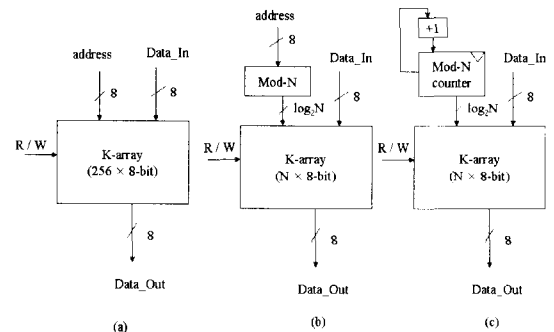 address
Data_In
8
8
R / W
K-array
(256 × 8-bit)
8
Data_Out
(a)
address
8
Data_In
Mod-N
8
log₂N
R / W
K-array
(N × 8-bit)
8
Data_Out
(b)
+1
Mod-N
counter
Data_In
8
log₂N
R / W
K-array
(N × 8-bit)
8
Data_Out
(c)